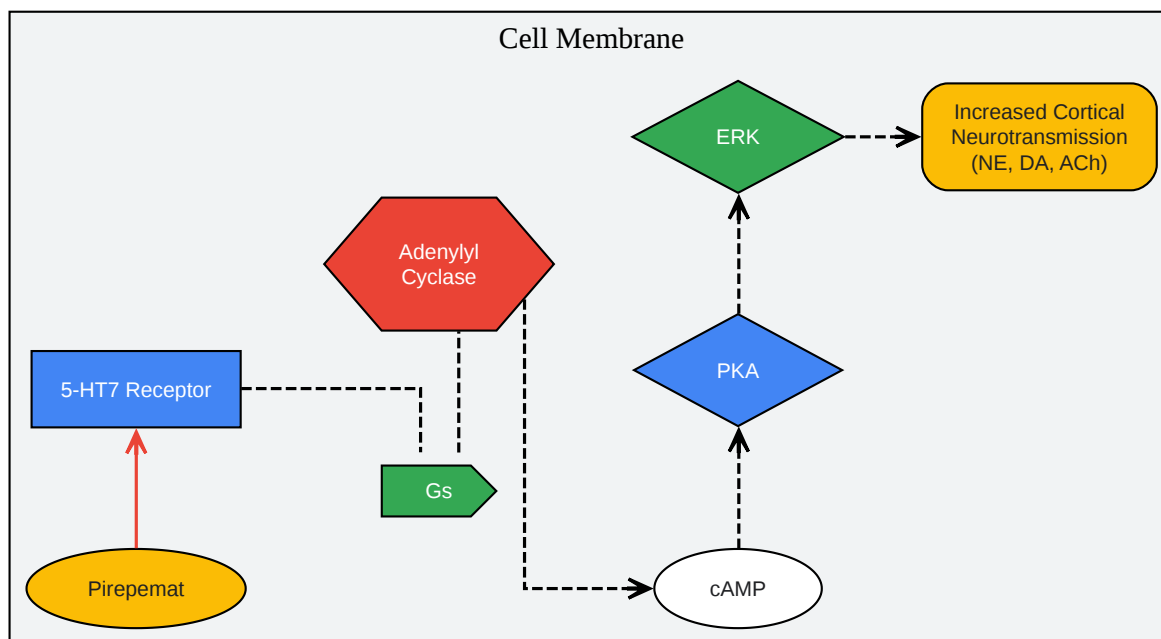 Cell Membrane
ERK
Increased Cortical
Neurotransmission
(NE, DA, ACh)
Adenylyl
Cyclase
5-HT7 Receptor
PKA
Gs
Pirepemat
cAMP